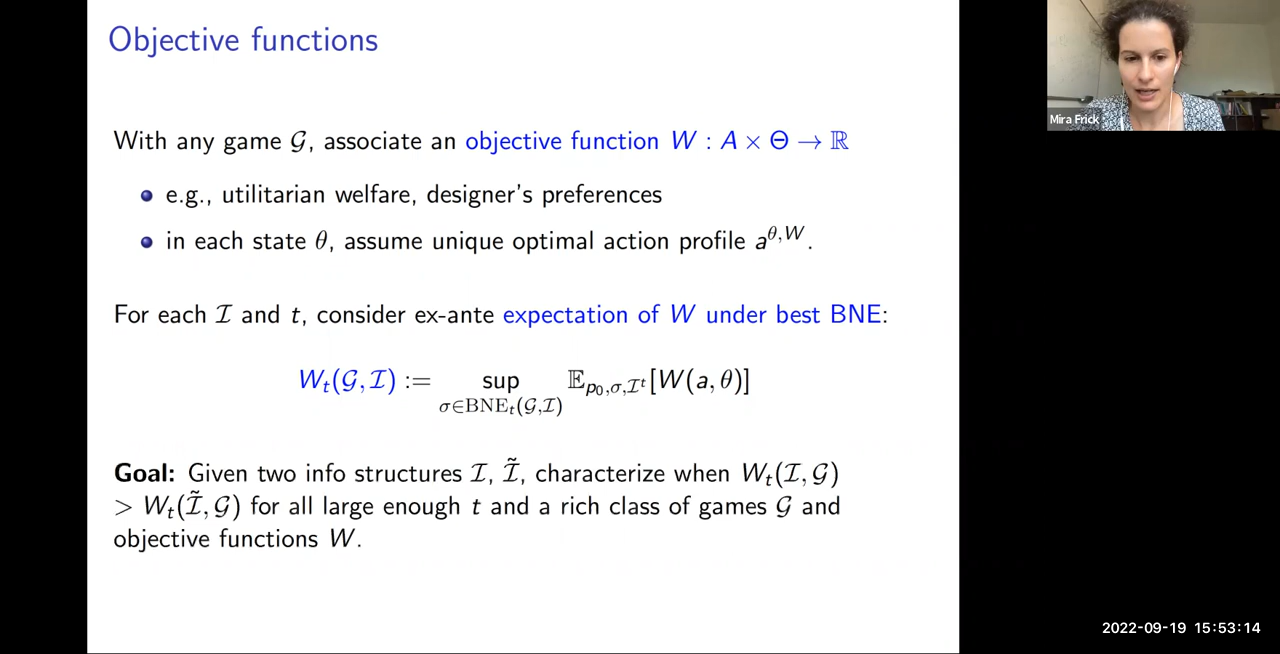 Objective functions
With any game 𝒢, associate an objective function W : A × Θ → ℝ
e.g., utilitarian welfare, designer's preferences
in each state θ, assume unique optimal action profile a^{θ,W}.
For each ℐ and t, consider ex-ante expectation of W under best BNE:
W_t(𝒢, ℐ) := sup_{σ∈BNE_t(𝒢,ℐ)} 𝔼_{p_0,σ,ℐ^t}[W(a, θ)]
Goal: Given two info structures ℐ, ℐ̃, characterize when W_t(ℐ, 𝒢)
> W_t(ℐ̃, 𝒢) for all large enough t and a rich class of games 𝒢 and
objective functions W.
Mira Frick
2022-09-19 15:53:14